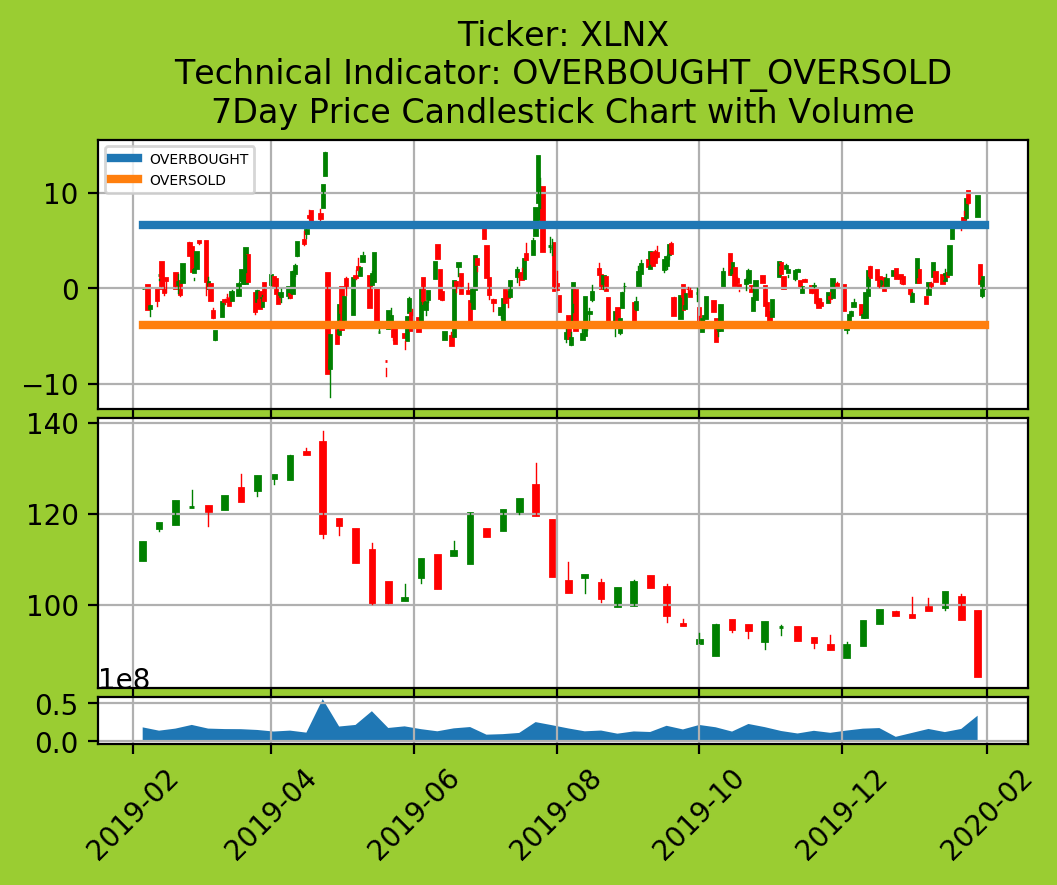 Ticker: XLNX
Technical Indicator: OVERBOUGHT_OVERSOLD
7Day Price Candlestick Chart with Volume
OVERBOUGHT
OVERSOLD
10
0
−10
140
120
100
1e8
0.5
0.0
2019-02
2019-04
2019-06
2019-08
2019-10
2019-12
2020-02